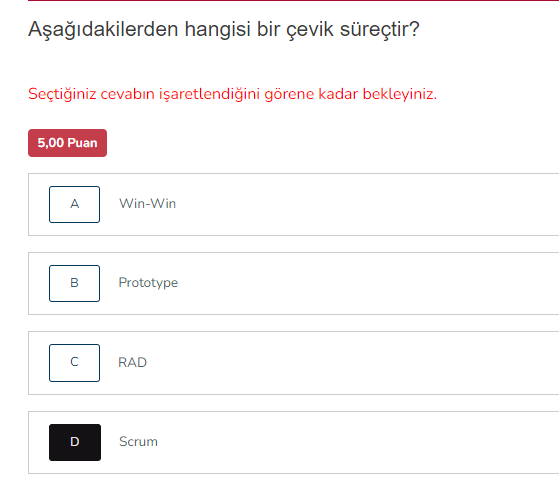 Aşağıdakilerden hangisi bir çevik süreçtir?
Seçtiğiniz cevabın işaretlendiğini görene kadar bekleyiniz.
5,00 Puan
A Win-Win
B Prototype
C RAD
D Scrum